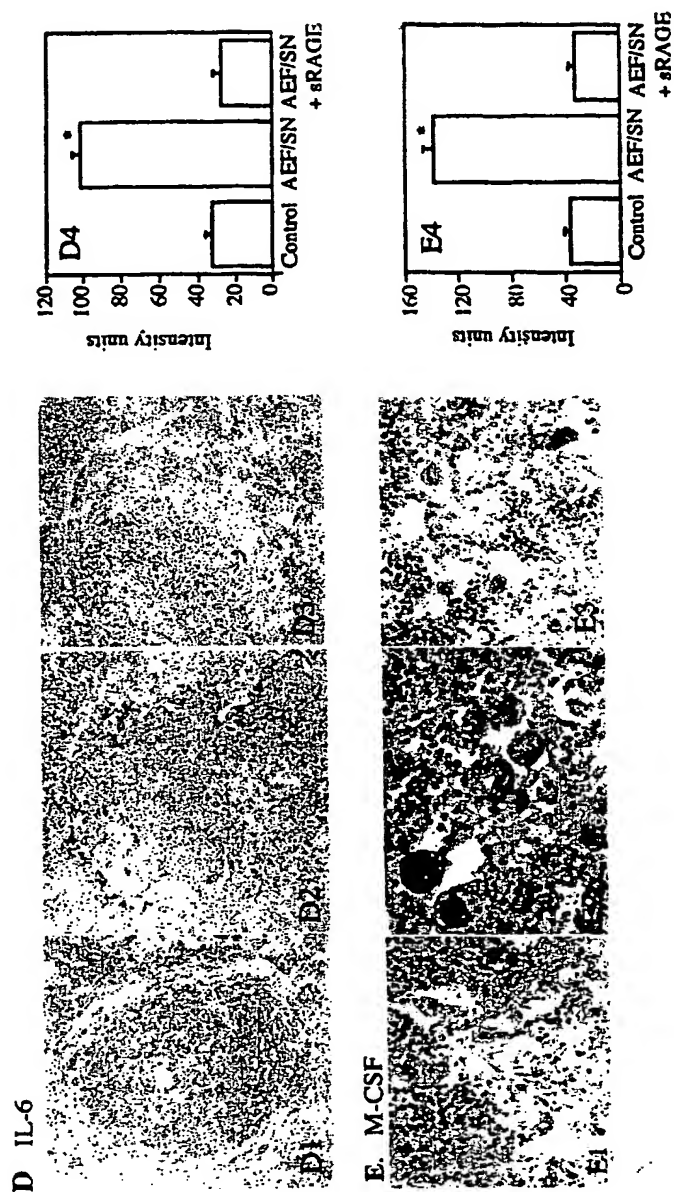 D IL-6
D1
D2
D3
D4
Intensity units
120
100
80
60
40
20
0
*
Control AEF/SN AEF/SN
+ sRAGE
E. M-CSF
E1
E3
E4
Intensity units
160
120
80
40
0
*
Control AEF/SN AEF/SN
+ sRAGE